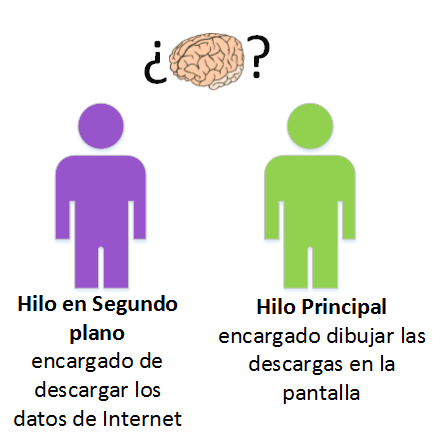 ¿?
Hilo en Segundo
plano
encargado de
descargar los
datos de Internet
Hilo Principal
encargado dibujar las
descargas en la
pantalla